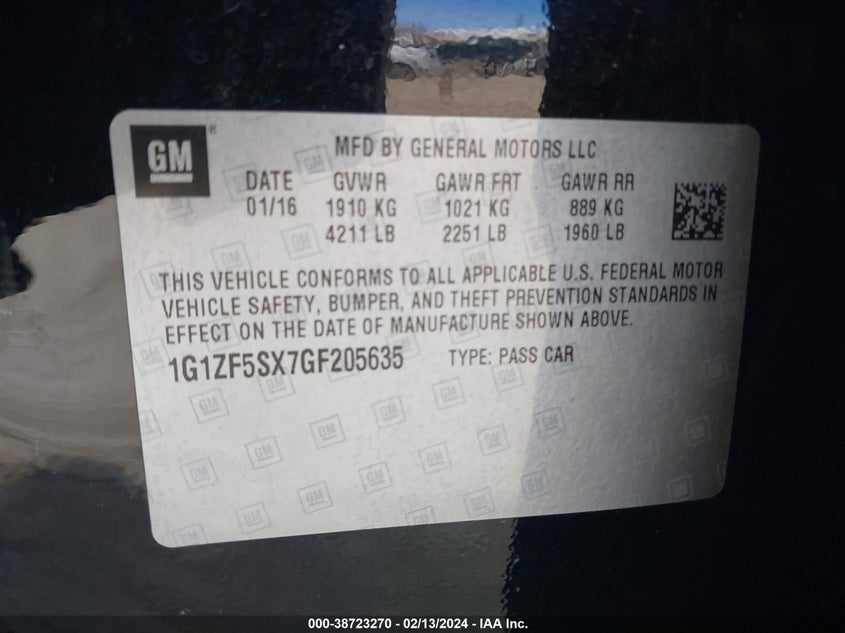 GM
MFD BY GENERAL MOTORS LLC
DATE GVWR GAWR FRT GAWR RR
01/16 1910 KG 1021 KG 889 KG
4211 LB 2251 LB 1960 LB
THIS VEHICLE CONFORMS TO ALL APPLICABLE U.S. FEDERAL MOTOR
VEHICLE SAFETY, BUMPER, AND THEFT PREVENTION STANDARDS IN
EFFECT ON THE DATE OF MANUFACTURE SHOWN ABOVE.
1G1ZF5SX7GF205635 TYPE: PASS CAR
000-38723270 — 02/13/2024 — IAA Inc.